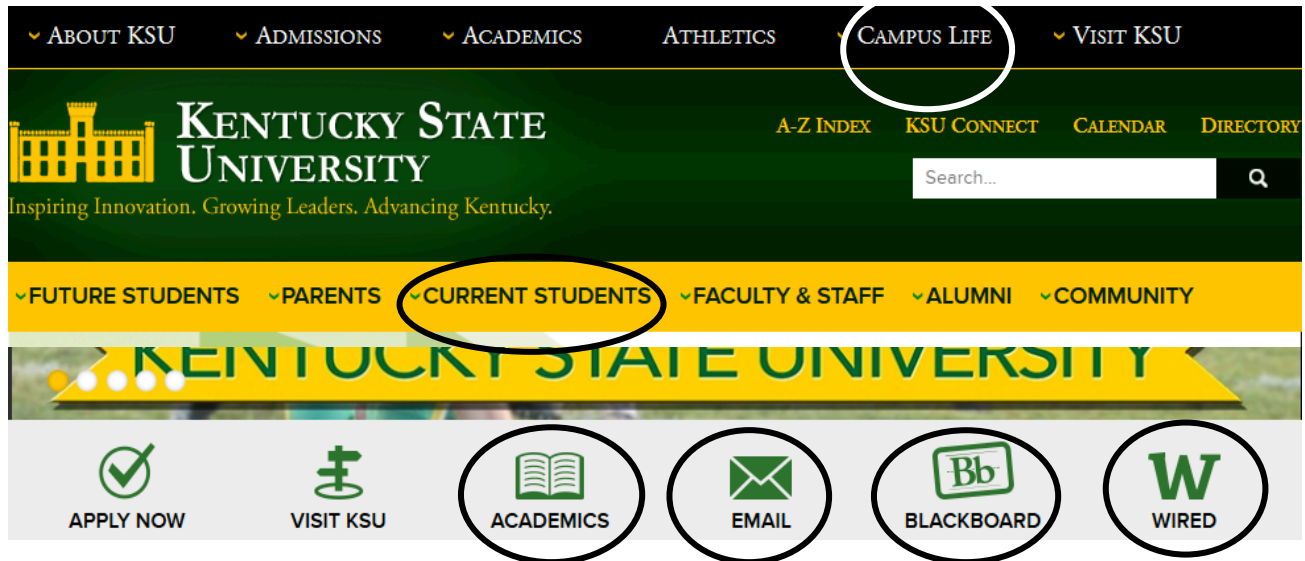 ABOUT KSU ADMISSIONS ACADEMICS ATHLETICS CAMPUS LIFE VISIT KSU
KENTUCKY STATE
UNIVERSITY
Inspiring Innovation. Growing Leaders. Advancing Kentucky.
A-Z INDEX KSU CONNECT CALENDAR DIRECTORY
Search...
FUTURE STUDENTS PARENTS CURRENT STUDENTS FACULTY & STAFF ALUMNI COMMUNITY
KENTUCKY STATE UNIVERSITY
Bb W
APPLY NOW VISIT KSU ACADEMICS EMAIL BLACKBOARD WIRED